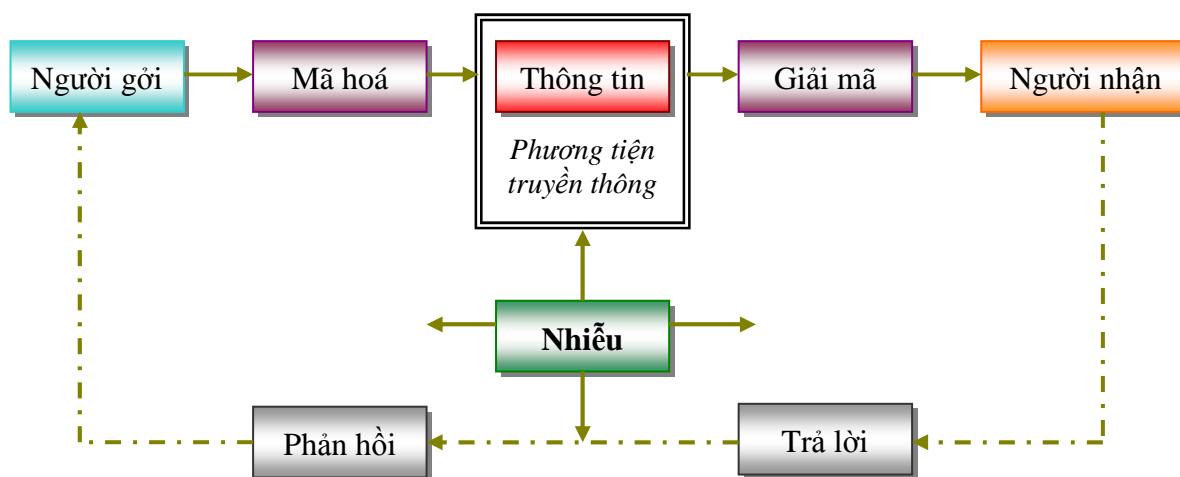 Người gởi
Mã hoá
Thông tin
Giải mã
Người nhận
Phương tiện
truyền thông
Nhiễu
Phản hồi
Trả lời